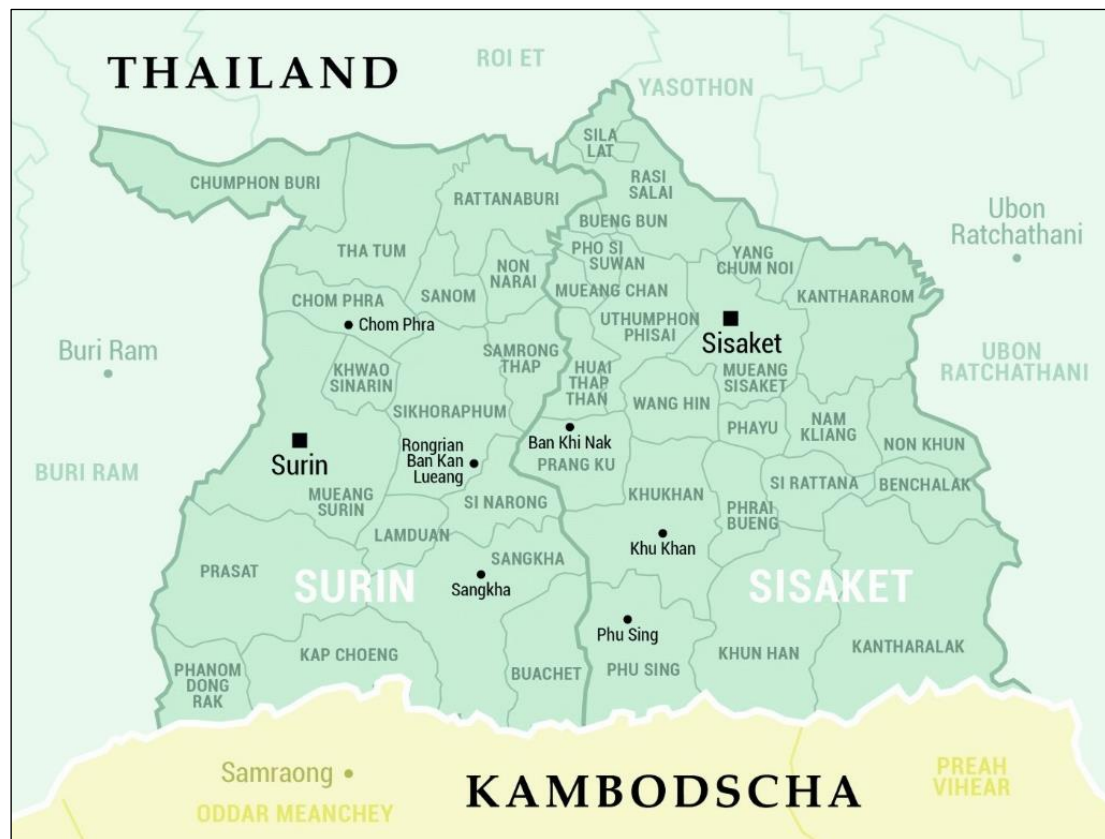 THAILAND
ROI ET
YASOTHON
SILA
LAT
CHUMPHON BURI
RATTANABURI
RASI
SALAI
BUENG BUN
Ubon
Ratchathani
THA TUM
NON
NARAI
PHO SI
SUWAN
YANG
CHUM NOI
CHOM PHRA
SANOM
MUEANG CHAN
KANTHARAROM
Chom Phra
UTHUMPHON
PHISAI
Sisaket
Buri Ram
KHWAO
SINARIN
SAMRONG
THAP
HUAI
THAP
THAN
MUEANG
SISAKET
UBON
RATCHATHANI
SIKHORAPHUM
WANG HIN
PHAYU
NAM
KLIANG
NON KHUN
Surin
Rongrian
Ban Kan
Lueang
Ban Khi Nak
PRANG KU
BURI RAM
MUEANG
SURIN
SI NARONG
KHUKHAN
PHRAI
BUENG
SI RATTANA
BENCHALAK
LAMDUAN
Khu Khan
PRASAT
SURIN
SANGKHA
Sangkha
SISAKET
Phu Sing
PHANOM
DONG
RAK
KAP CHOENG
BUACHET
PHU SING
KHUN HAN
KANTHARALAK
Samraong
ODDAR MEANCHEY
KAMBODSCHA
PREAH
VIHEAR